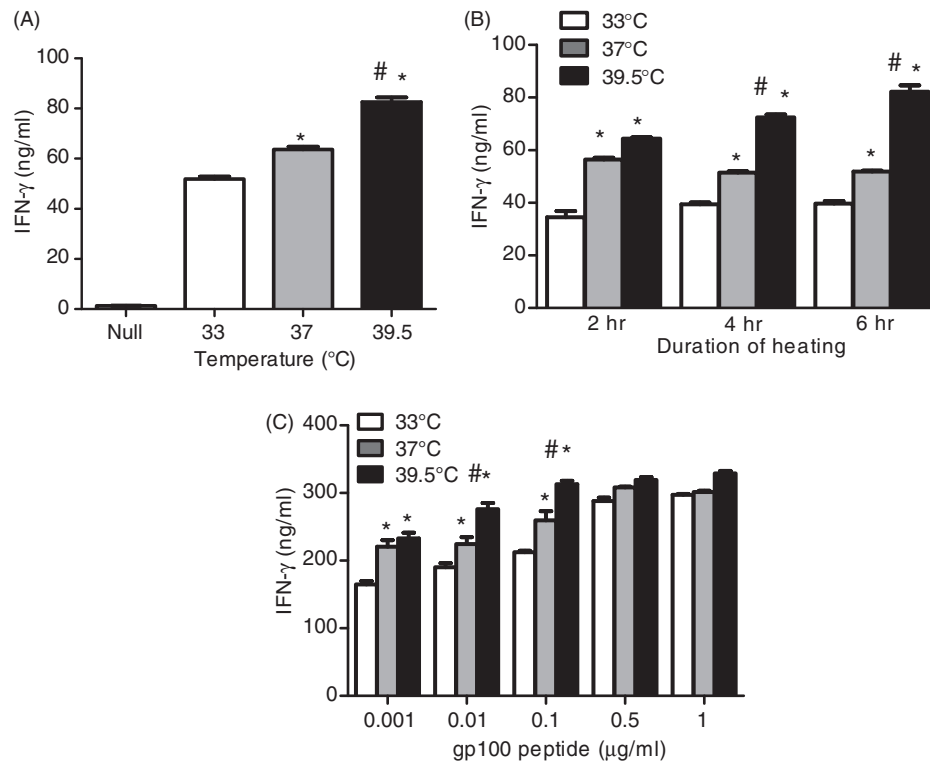 (A)
IFN-γ (ng/ml)
100
80
60
40
20
0
*
# *
Null 33 37 39.5
Temperature (°C)
(B)
33°C
37°C
39.5°C
IFN-γ (ng/ml)
100
80
60
40
20
0
* *
* # *
* # *
2 hr 4 hr 6 hr
Duration of heating
(C)
33°C
37°C
39.5°C
IFN-γ (ng/ml)
400
300
200
100
0
* *
* #*
* #*
0.001 0.01 0.1 0.5 1
gp100 peptide (μg/ml)